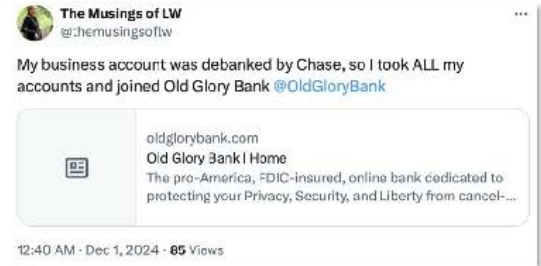 The Musings of LW
@themusingsoflw
...
My business account was debanked by Chase, so I took ALL my
accounts and joined Old Glory Bank @OldGloryBank
oldglorybank.com
Old Glory Bank | Home
The pro-America, FDIC-insured, online bank dedicated to
protecting your Privacy, Security, and Liberty from cancel-...
12:40 AM · Dec 1, 2024 · 85 Views